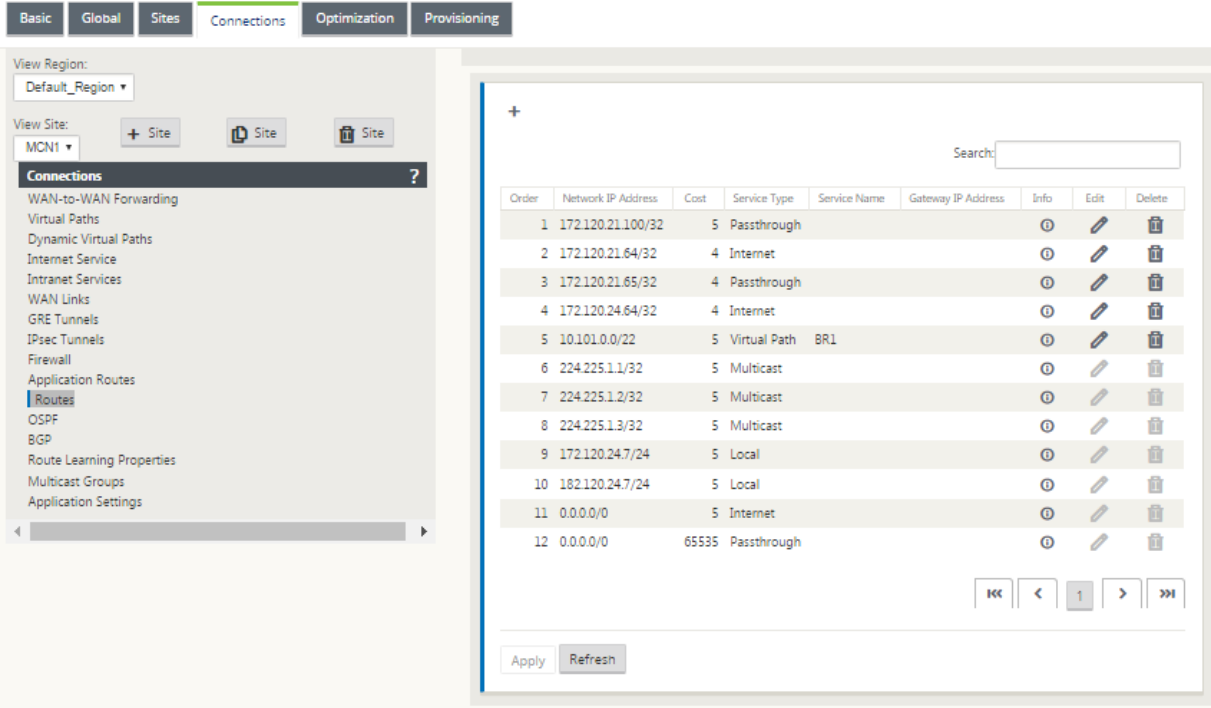 Basic Global Sites Connections Optimization Provisioning
View Region:
Default_Region
View Site:
MCN1 + Site Site Site
Connections ?
WAN-to-WAN Forwarding
Virtual Paths
Dynamic Virtual Paths
Internet Service
Intranet Services
WAN Links
GRE Tunnels
IPsec Tunnels
Firewall
Application Routes
Routes
OSPF
BGP
Route Learning Properties
Multicast Groups
Application Settings
+
Search:
Order Network IP Address Cost Service Type Service Name Gateway IP Address Info Edit Delete
1 172.120.21.100/32 5 Passthrough
2 172.120.21.64/32 4 Internet
3 172.120.21.65/32 4 Passthrough
4 172.120.24.64/32 4 Internet
5 10.101.0.0/22 5 Virtual Path BR1
6 224.225.1.1/32 5 Multicast
7 224.225.1.2/32 5 Multicast
8 224.225.1.3/32 5 Multicast
9 172.120.24.7/24 5 Local
10 182.120.24.7/24 5 Local
11 0.0.0.0/0 5 Internet
12 0.0.0.0/0 65535 Passthrough
1
Apply Refresh